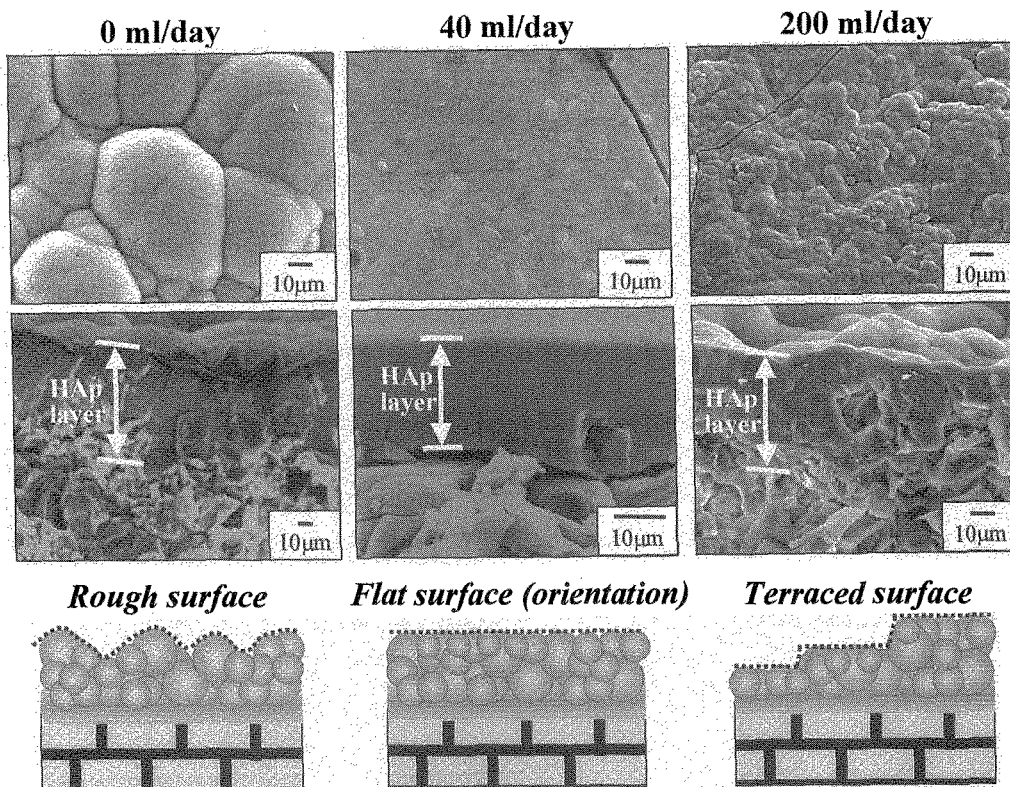 0 ml/day
40 ml/day
200 ml/day
10μm
10μm
10μm
HAp
layer
10μm
HAp
layer
10μm
HAp
layer
10μm
Rough surface
Flat surface (orientation)
Terraced surface